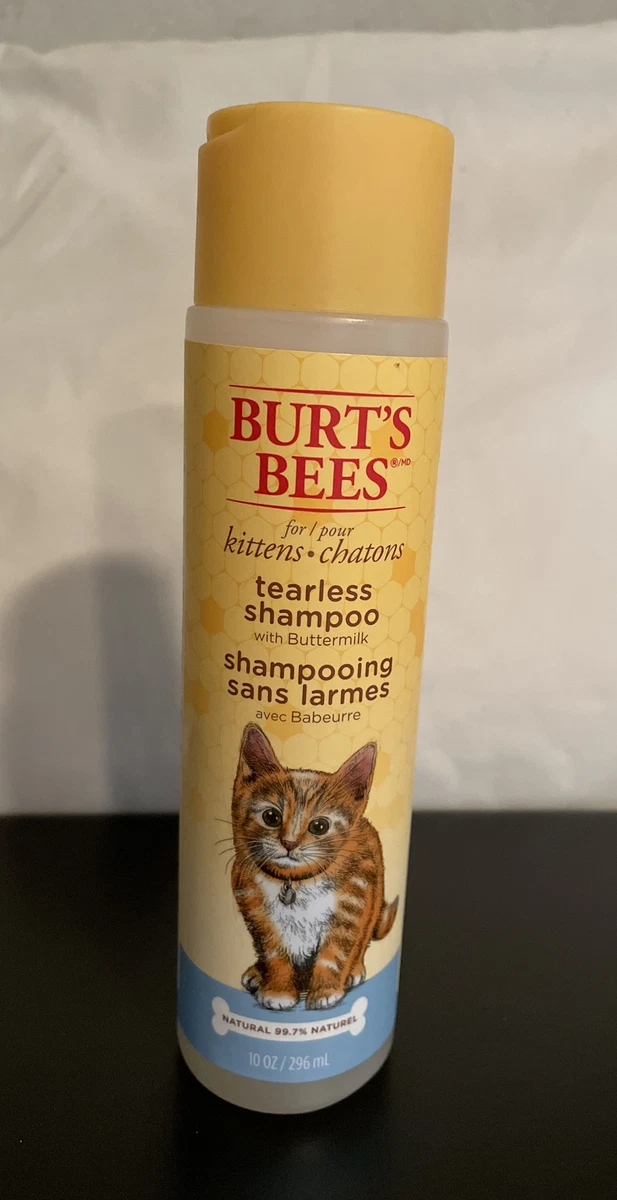 BURT'S
BEES®/MD
for / pour
kittens • chatons
tearless
shampoo
with Buttermilk
shampooing
sans larmes
avec Babeurre
NATURAL 99.7% NATUREL
10 OZ / 296 mL